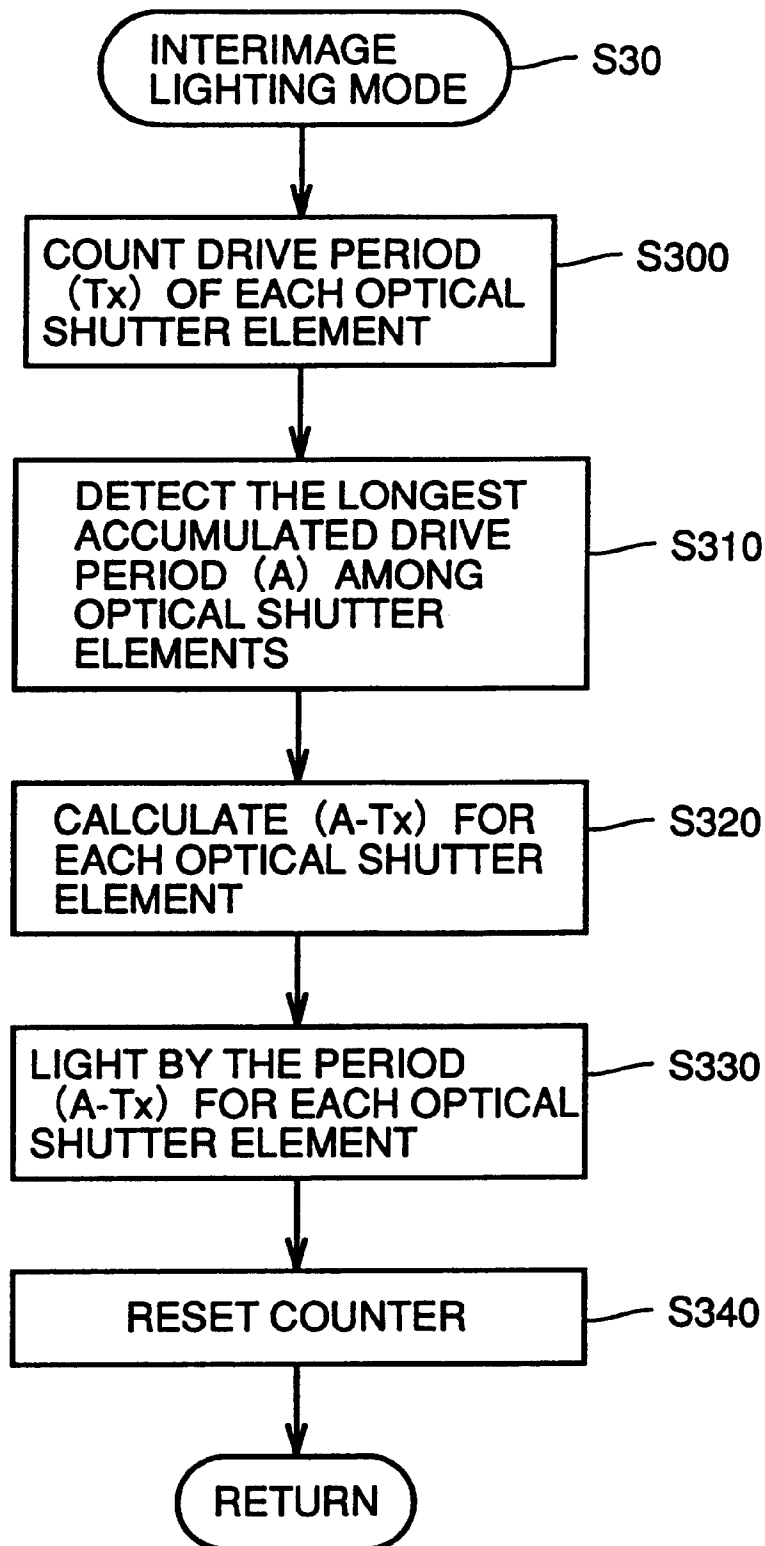 INTERIMAGE
LIGHTING MODE
S30
COUNT DRIVE PERIOD
(Tx) OF EACH OPTICAL
SHUTTER ELEMENT
S300
DETECT THE LONGEST
ACCUMULATED DRIVE
PERIOD (A) AMONG
OPTICAL SHUTTER
ELEMENTS
S310
CALCULATE (A-Tx) FOR
EACH OPTICAL SHUTTER
ELEMENT
S320
LIGHT BY THE PERIOD
(A-Tx) FOR EACH OPTICAL
SHUTTER ELEMENT
S330
RESET COUNTER
S340
RETURN